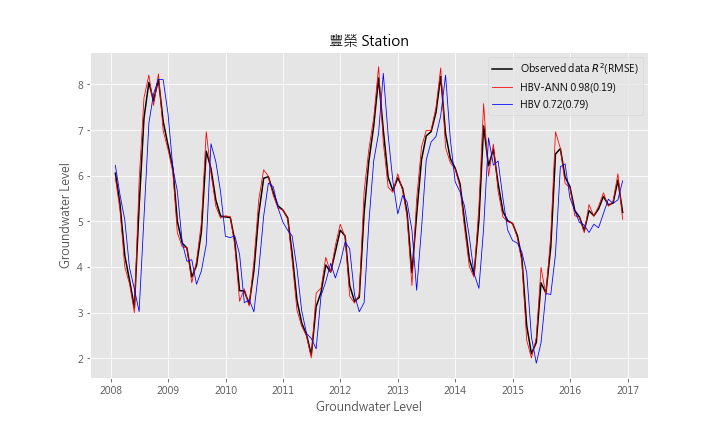 豐榮 Station
Observed data R²(RMSE)
HBV-ANN 0.98(0.19)
HBV 0.72(0.79)
Groundwater Level
8
7
6
5
4
3
2
2008 2009 2010 2011 2012 2013 2014 2015 2016 2017
Groundwater Level